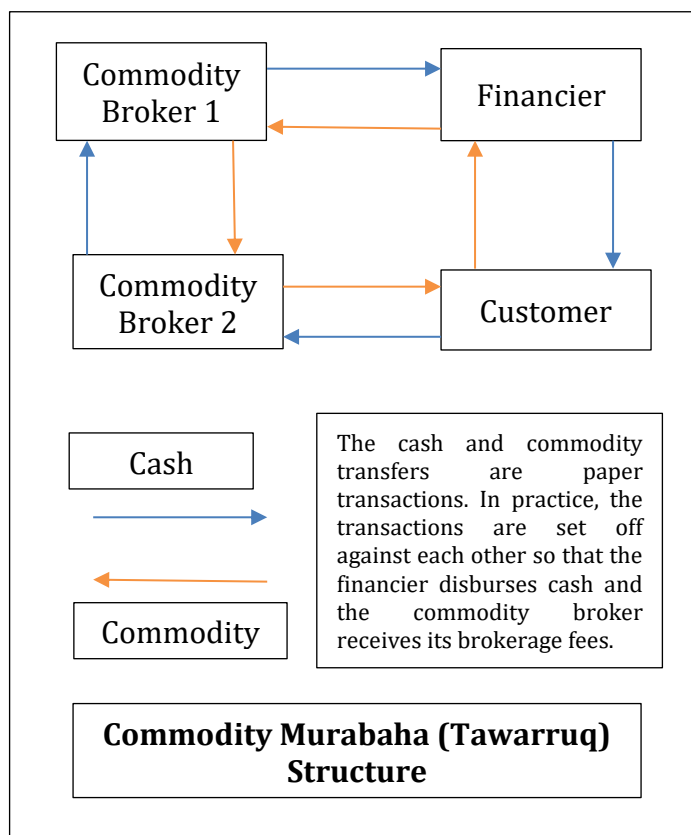 Commodity
Broker 1
Financier
Commodity
Broker 2
Customer
Cash
Commodity
The cash and commodity
transfers are paper
transactions. In practice, the
transactions are set off
against each other so that the
financier disburses cash and
the commodity broker
receives its brokerage fees.
Commodity Murabaha (Tawarruq)
Structure